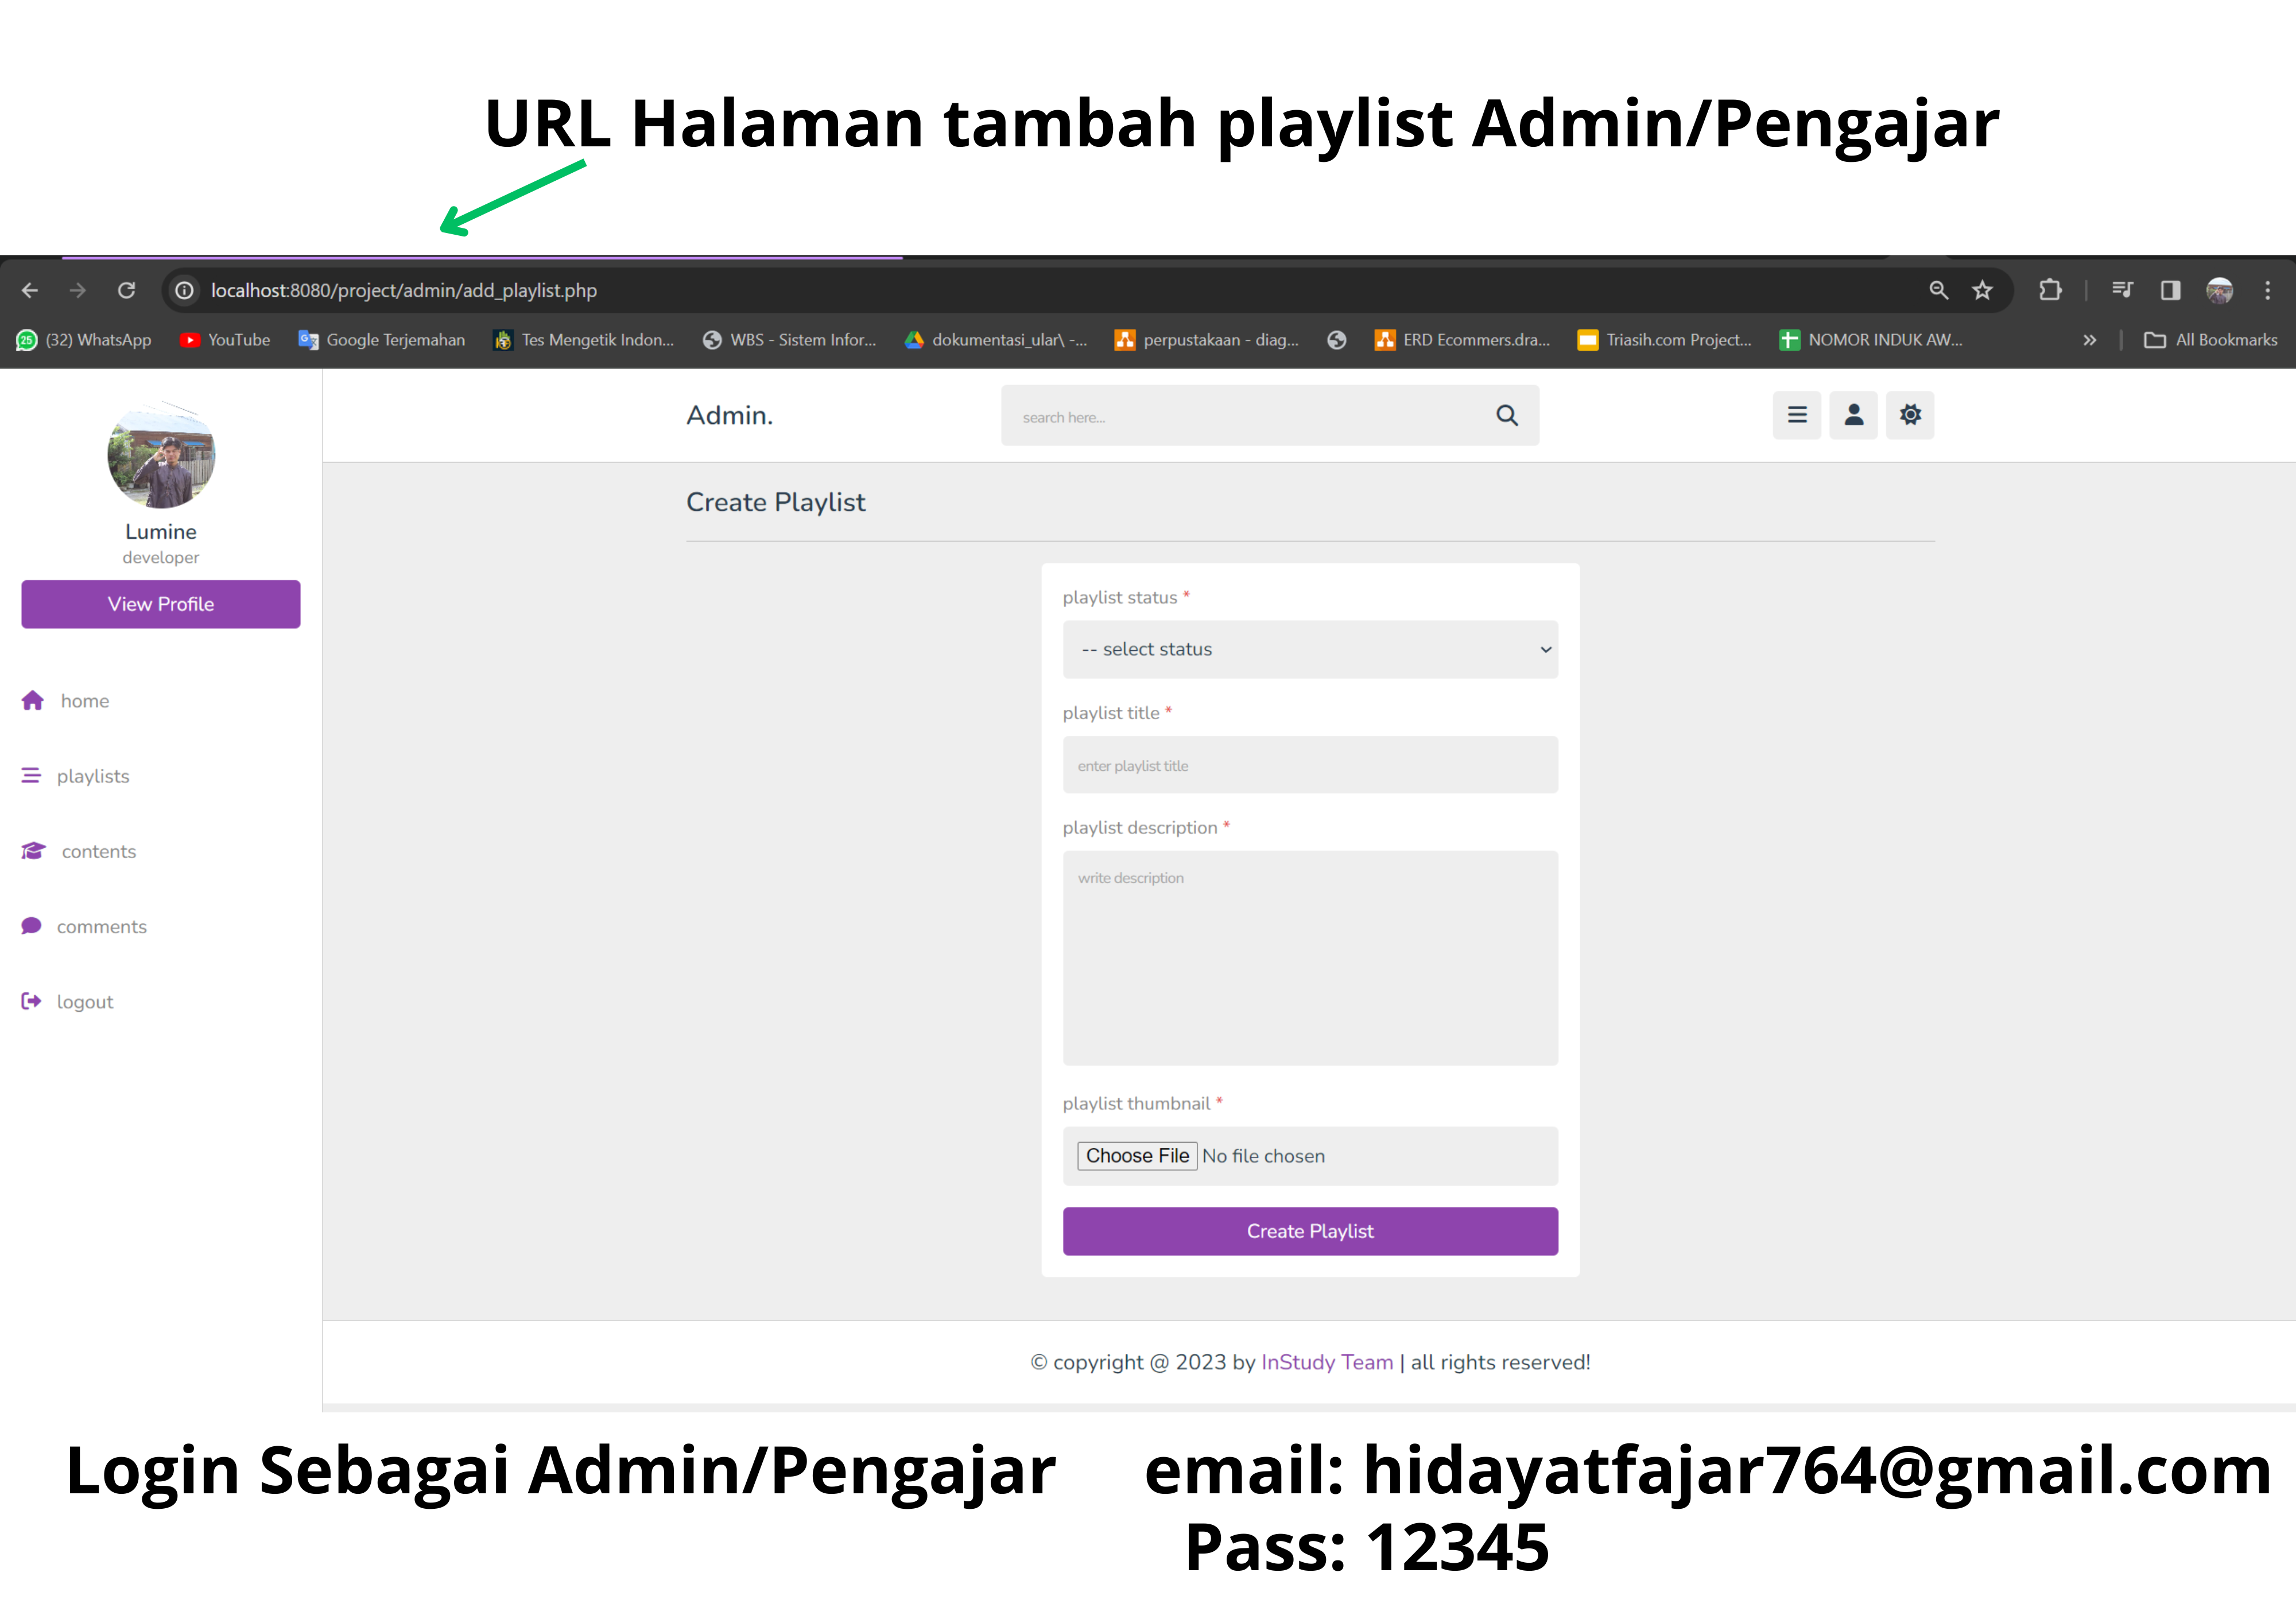 URL Halaman tambah playlist Admin/Pengajar
localhost:8080/project/admin/add_playlist.php
25 (32) WhatsApp YouTube Google Terjemahan Tes Mengetik Indon... WBS - Sistem Infor... dokumentasi_ular\ -... perpustakaan - diag... ERD Ecommers.dra... Triasih.com Project... NOMOR INDUK AW... » All Bookmarks
Admin.
search here...
Lumine
developer
View Profile
home
playlists
contents
comments
logout
Create Playlist
playlist status *
-- select status
playlist title *
enter playlist title
playlist description *
write description
playlist thumbnail *
Choose File No file chosen
Create Playlist
© copyright @ 2023 by InStudy Team | all rights reserved!
Login Sebagai Admin/Pengajar email: hidayatfajar764@gmail.com
Pass: 12345